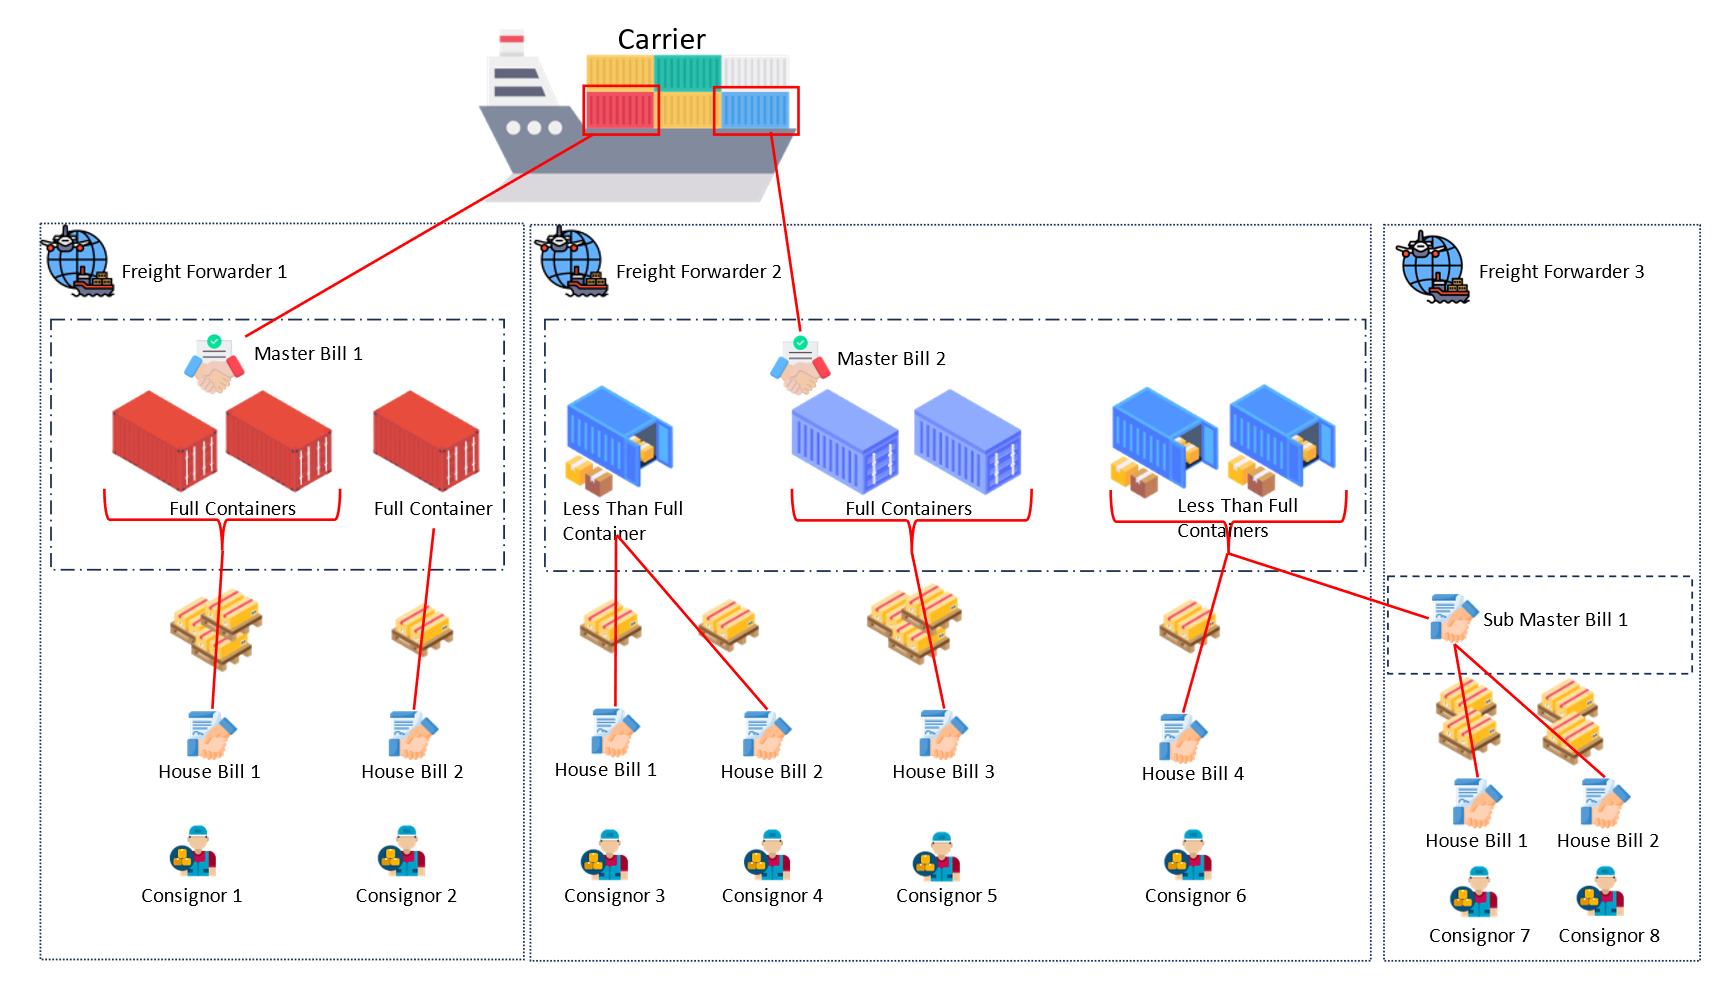 Carrier
Freight Forwarder 1
Freight Forwarder 2
Freight Forwarder 3
Master Bill 1
Master Bill 2
Full Containers
Full Container
Less Than Full
Container
Full Containers
Less Than Full
Containers
Sub Master Bill 1
House Bill 1
House Bill 2
House Bill 1
House Bill 2
House Bill 3
House Bill 4
House Bill 1
House Bill 2
Consignor 1
Consignor 2
Consignor 3
Consignor 4
Consignor 5
Consignor 6
Consignor 7
Consignor 8